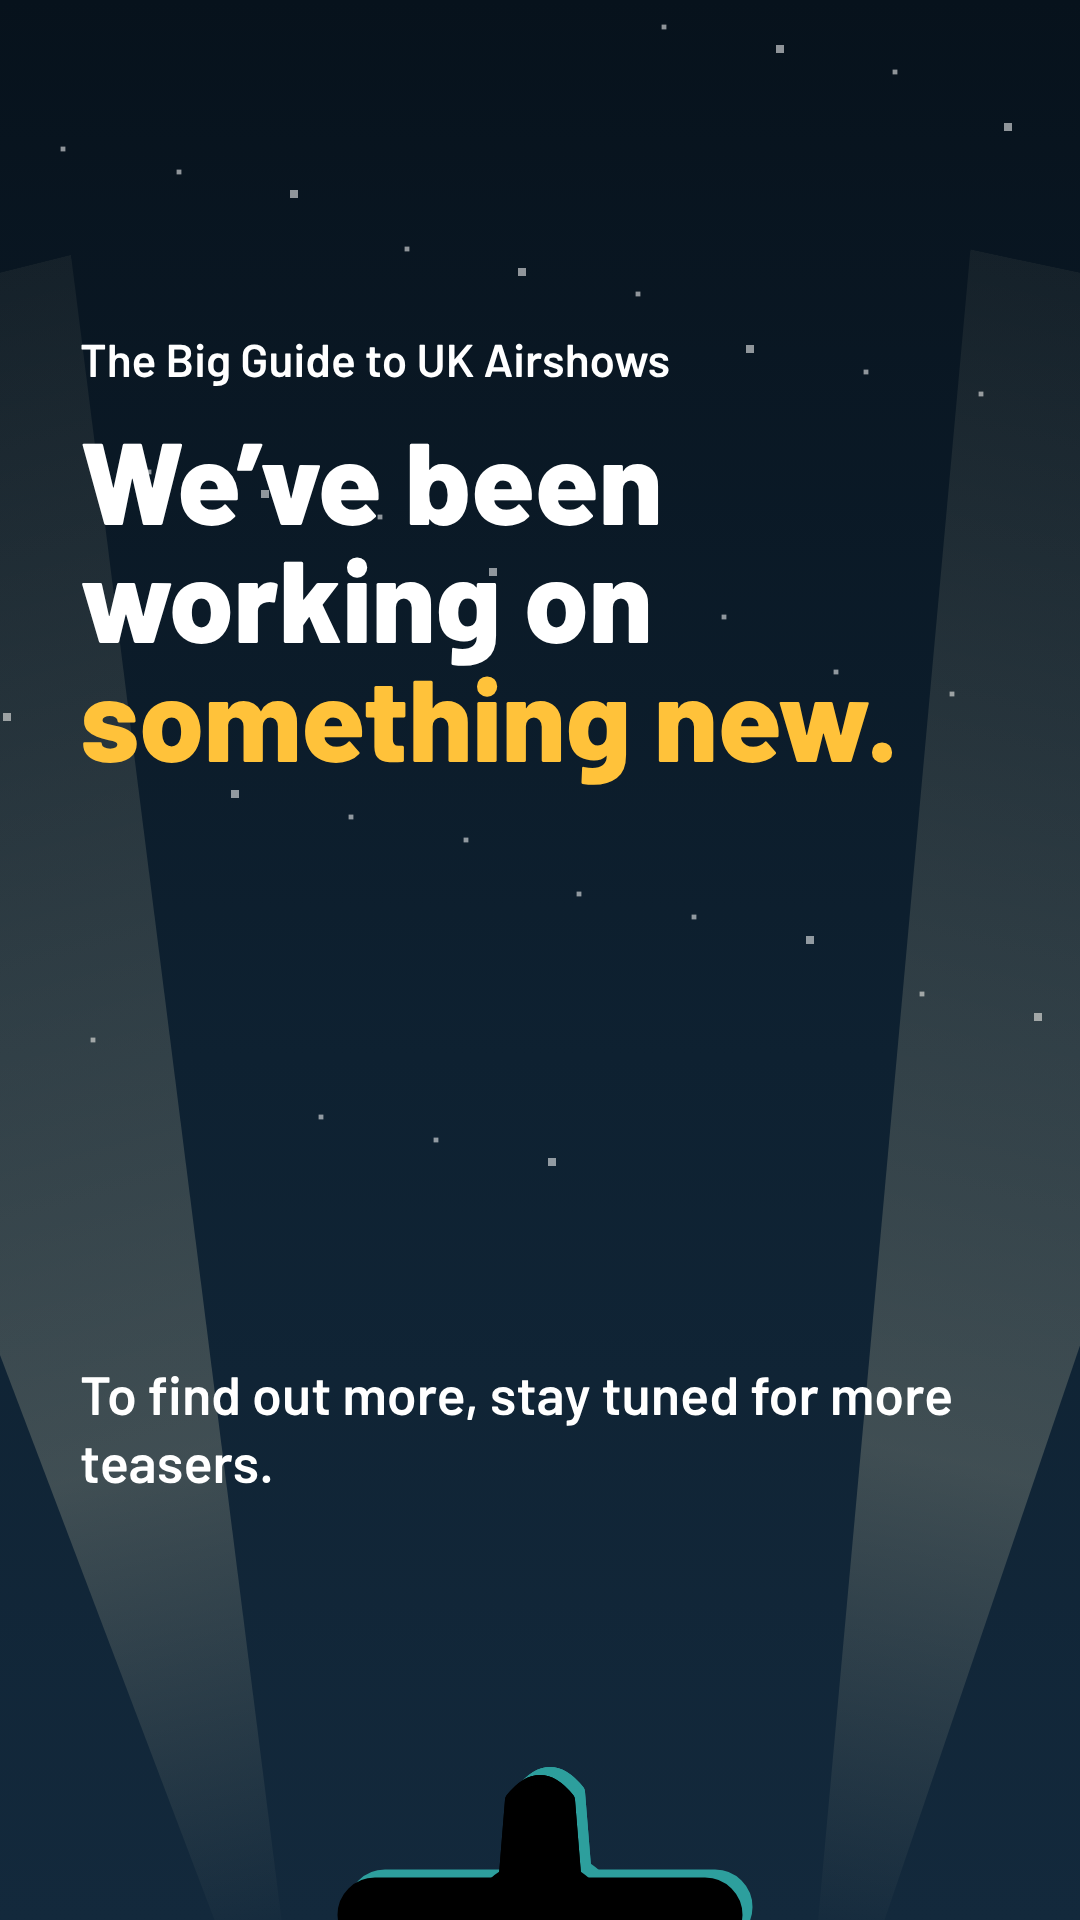 The Big Guide to UK Airshows
We’ve been
working on
something new.
To find out more, stay tuned for more
teasers.